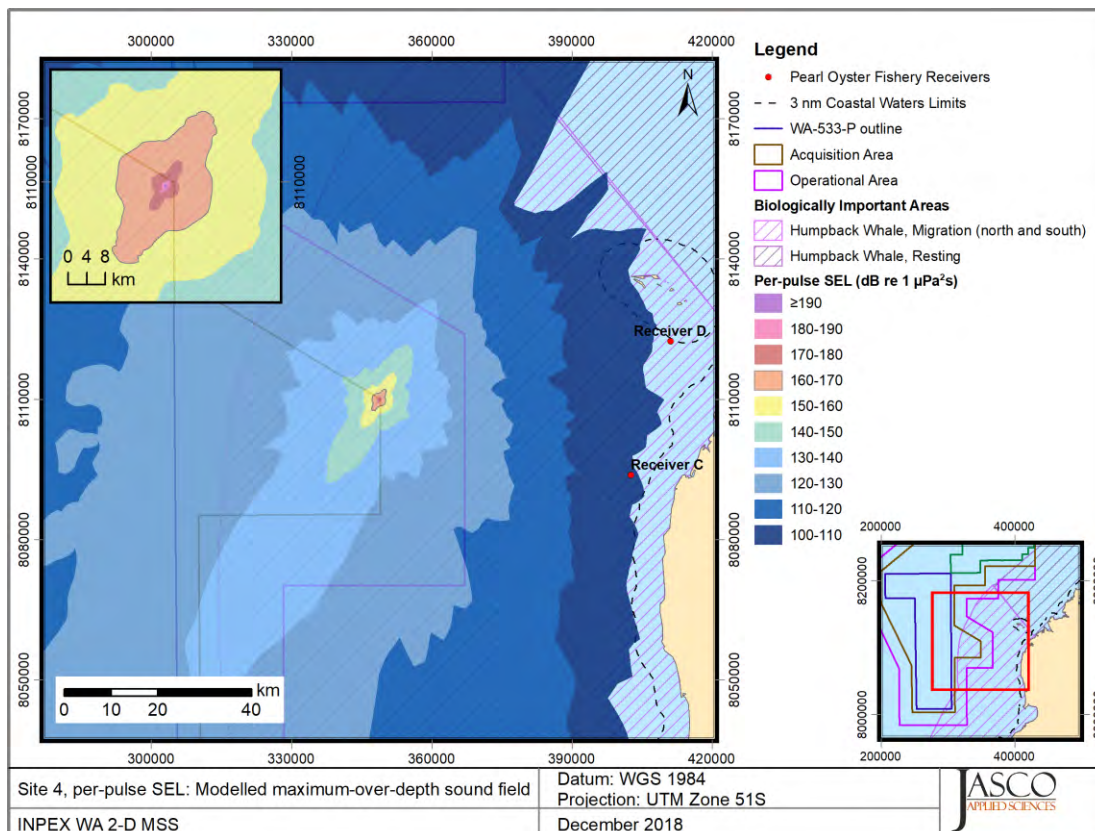 300000 330000 360000 390000 420000
8170000
8140000
8110000
8080000
8050000
8110000
8110000
0 4 8
km
N
Receiver D
Receiver C
8170000
8140000
8110000
8080000
8050000
km
0 10 20 40
300000 330000 360000 390000 420000
Legend
Pearl Oyster Fishery Receivers
3 nm Coastal Waters Limits
WA-533-P outline
Acquisition Area
Operational Area
Biologically Important Areas
Humpback Whale, Migration (north and south)
Humpback Whale, Resting
Per-pulse SEL (dB re 1 µPa²s)
≥190
180-190
170-180
160-170
150-160
140-150
130-140
120-130
110-120
100-110
200000 400000
8200000
8000000
200000 400000
Site 4, per-pulse SEL: Modelled maximum-over-depth sound field
INPEX WA 2-D MSS
Datum: WGS 1984
Projection: UTM Zone 51S
December 2018
JASCO
APPLIED SCIENCES